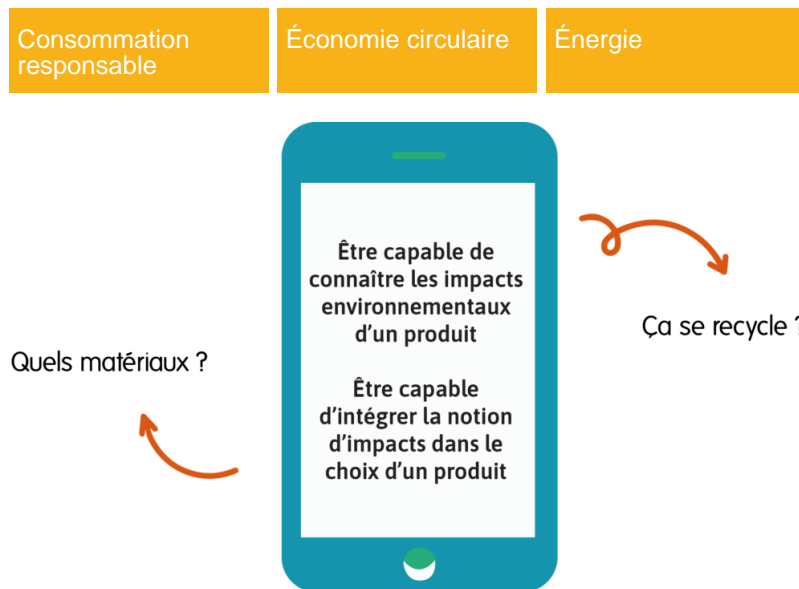 Consommation
responsable
Économie circulaire
Énergie
Être capable de
connaître les impacts
environnementaux
d'un produit
Ça se recycle ?
Quels matériaux ?
Être capable
d'intégrer la notion
d'impacts dans le
choix d'un produit